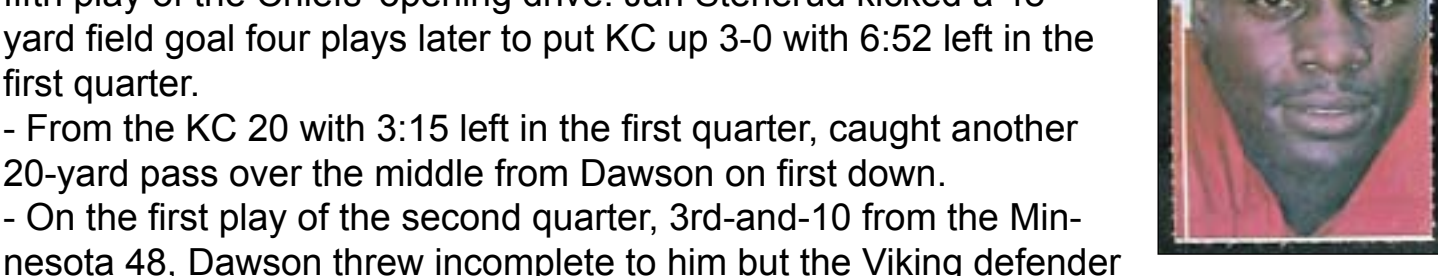 fifth play of the Chiefs' opening drive. Jan Stenerud kicked a 48-
yard field goal four plays later to put KC up 3-0 with 6:52 left in the
first quarter.
- From the KC 20 with 3:15 left in the first quarter, caught another
20-yard pass over the middle from Dawson on first down.
- On the first play of the second quarter, 3rd-and-10 from the Min-
nesota 48, Dawson threw incomplete to him but the Viking defender